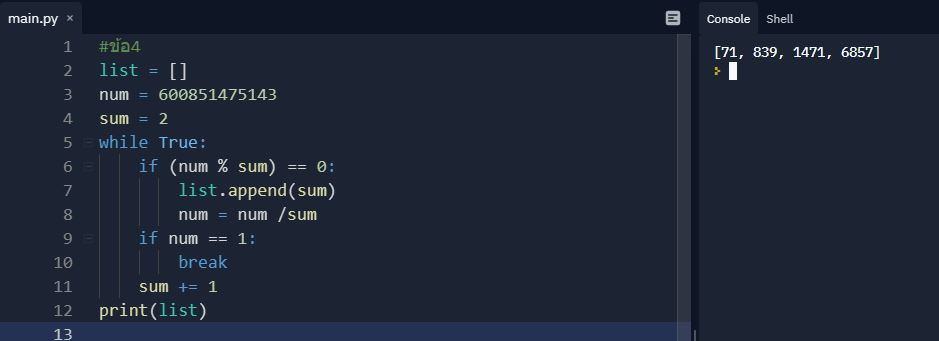 main.py ×
Console Shell
1 #ข้อ4
2 list = []
3 num = 600851475143
4 sum = 2
5 while True:
6 if (num % sum) == 0:
7 list.append(sum)
8 num = num /sum
9 if num == 1:
10 break
11 sum += 1
12 print(list)
13
[71, 839, 1471, 6857]